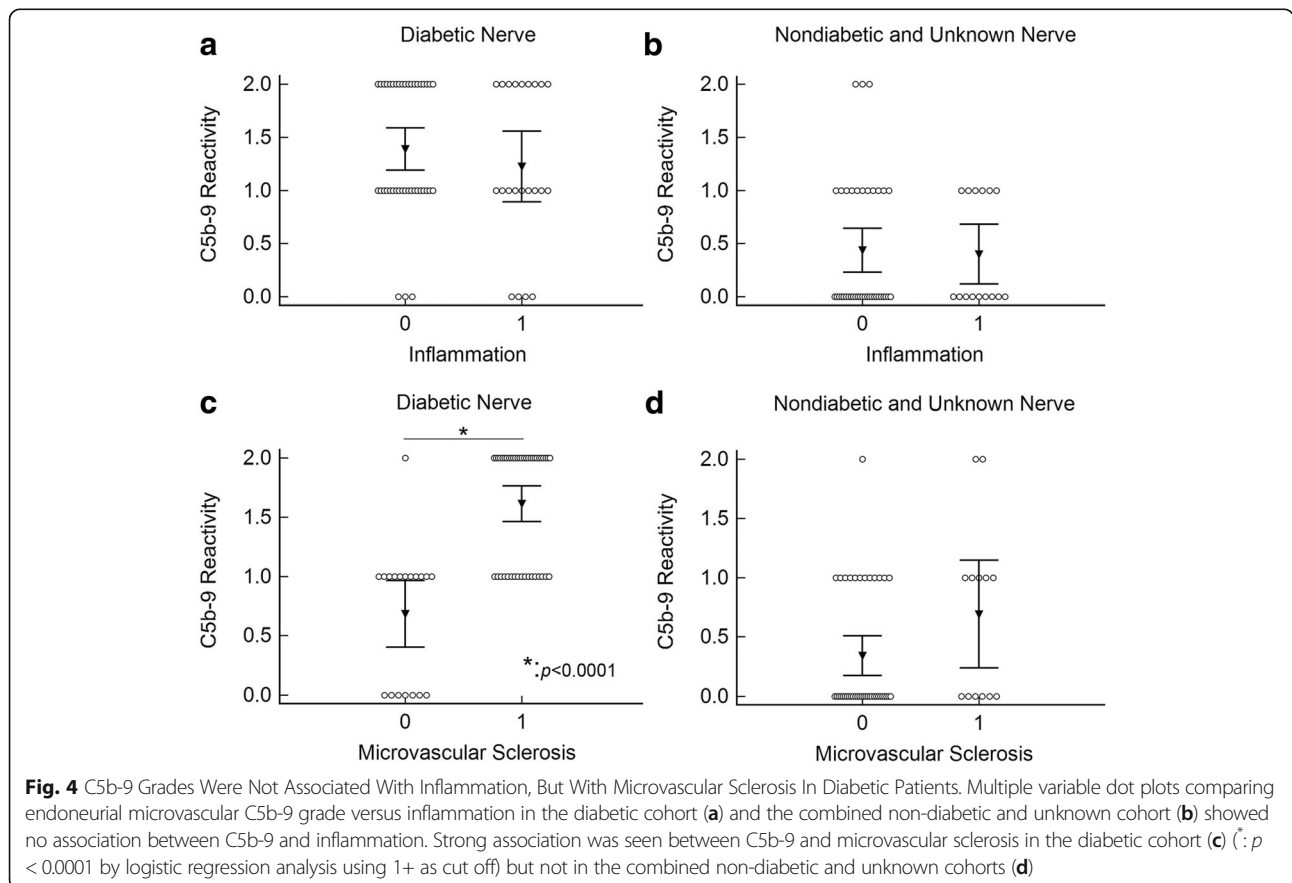 a
Diabetic Nerve
C5b-9 Reactivity
2.0
1.5
1.0
0.5
0.0
0
1
Inflammation
b
Nondiabetic and Unknown Nerve
C5b-9 Reactivity
2.0
1.5
1.0
0.5
0.0
0
1
Inflammation
c
Diabetic Nerve
*
C5b-9 Reactivity
2.0
1.5
1.0
0.5
0.0
*:p<0.0001
0
1
Microvascular Sclerosis
d
Nondiabetic and Unknown Nerve
C5b-9 Reactivity
2.0
1.5
1.0
0.5
0.0
0
1
Microvascular Sclerosis
Fig. 4 C5b-9 Grades Were Not Associated With Inflammation, But With Microvascular Sclerosis In Diabetic Patients. Multiple variable dot plots comparing
endoneurial microvascular C5b-9 grade versus inflammation in the diabetic cohort (a) and the combined non-diabetic and unknown cohort (b) showed
no association between C5b-9 and inflammation. Strong association was seen between C5b-9 and microvascular sclerosis in the diabetic cohort (c) (*: p
< 0.0001 by logistic regression analysis using 1+ as cut off) but not in the combined non-diabetic and unknown cohorts (d)